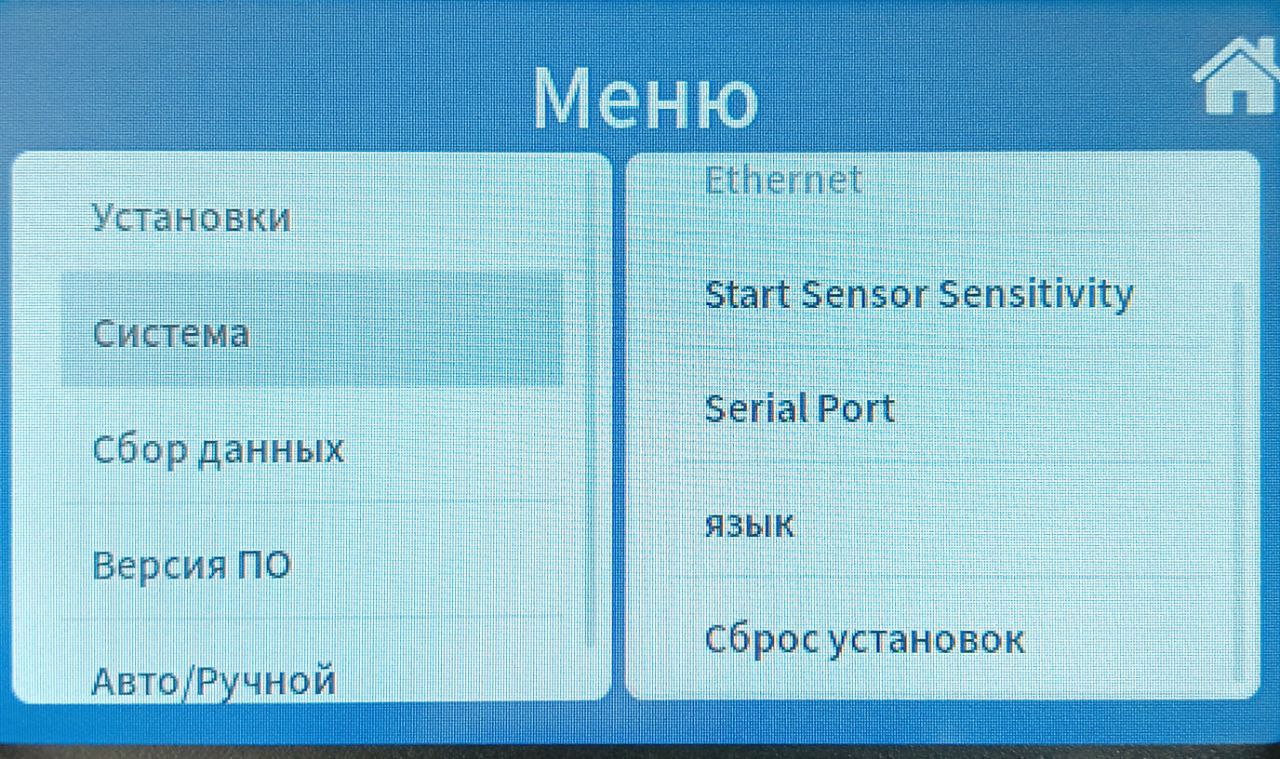 Меню
Установки
Система
Сбор данных
Версия ПО
Авто/Ручной
Ethernet
Start Sensor Sensitivity
Serial Port
язык
Сброс установок